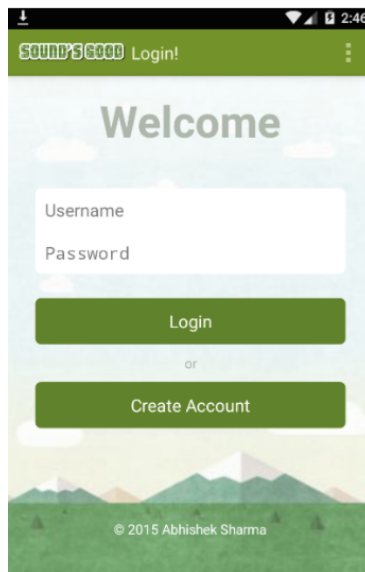 2:46
SOUND'S GOOD Login!
Welcome
Username
Password
Login
or
Create Account
© 2015 Abhishek Sharma